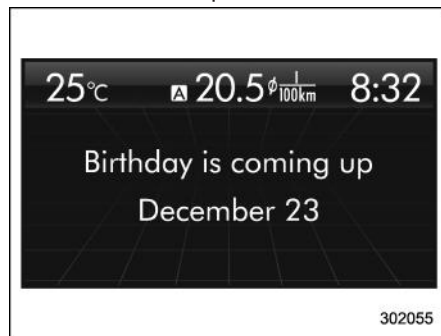 25°C A 20.5 ø l/100km 8:32
Birthday is coming up
December 23
302055